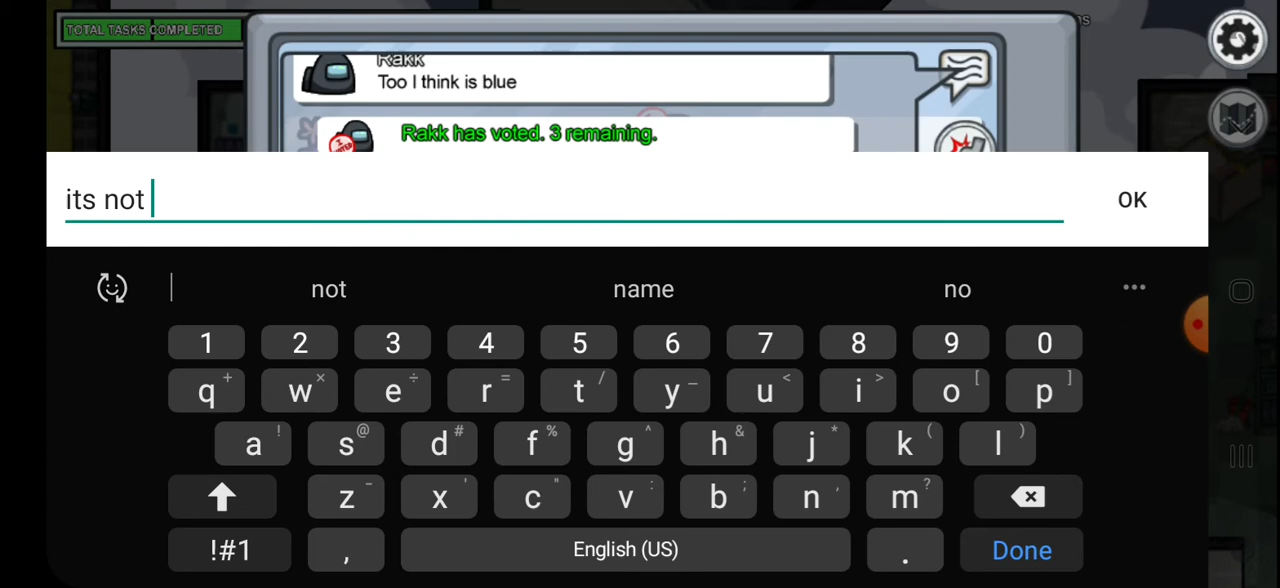 TOTAL TASKS COMPLETED
Rakk
Too I think is blue
Rakk has voted. 3 remaining.
its not
OK
not name no
1 2 3 4 5 6 7 8 9 0
q + w × e ÷ r = t / y _ u < i > o [ p ]
a ! s @ d # f % g ^ h & j * k ( l )
z - x ' c " v : b ; n , m ?
!#1 , English (US) . Done